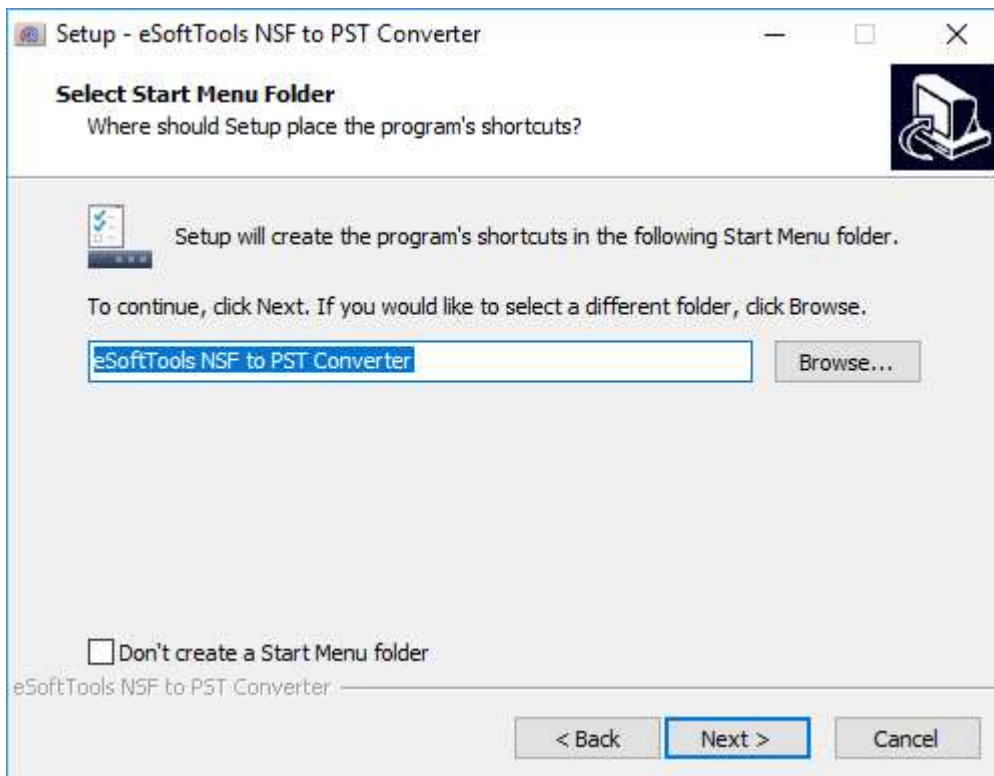 Setup - eSoftTools NSF to PST Converter
Select Start Menu Folder
Where should Setup place the program's shortcuts?
Setup will create the program's shortcuts in the following Start Menu folder.
To continue, click Next. If you would like to select a different folder, click Browse.
eSoftTools NSF to PST Converter
Browse...
Don't create a Start Menu folder
eSoftTools NSF to PST Converter
< Back
Next >
Cancel